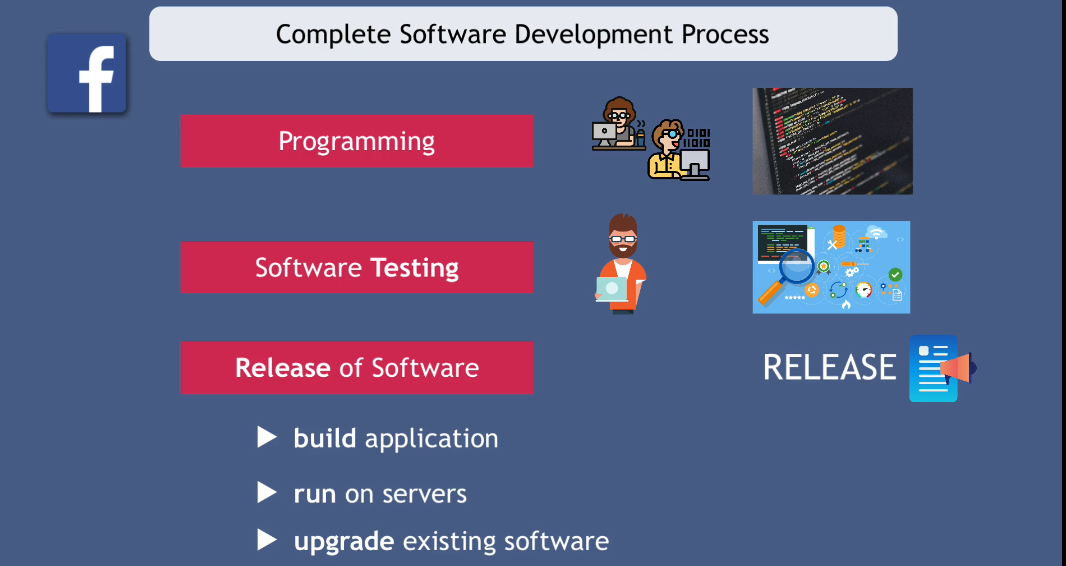 Complete Software Development Process
f
Programming
Software Testing
Release of Software
RELEASE
build application
run on servers
upgrade existing software